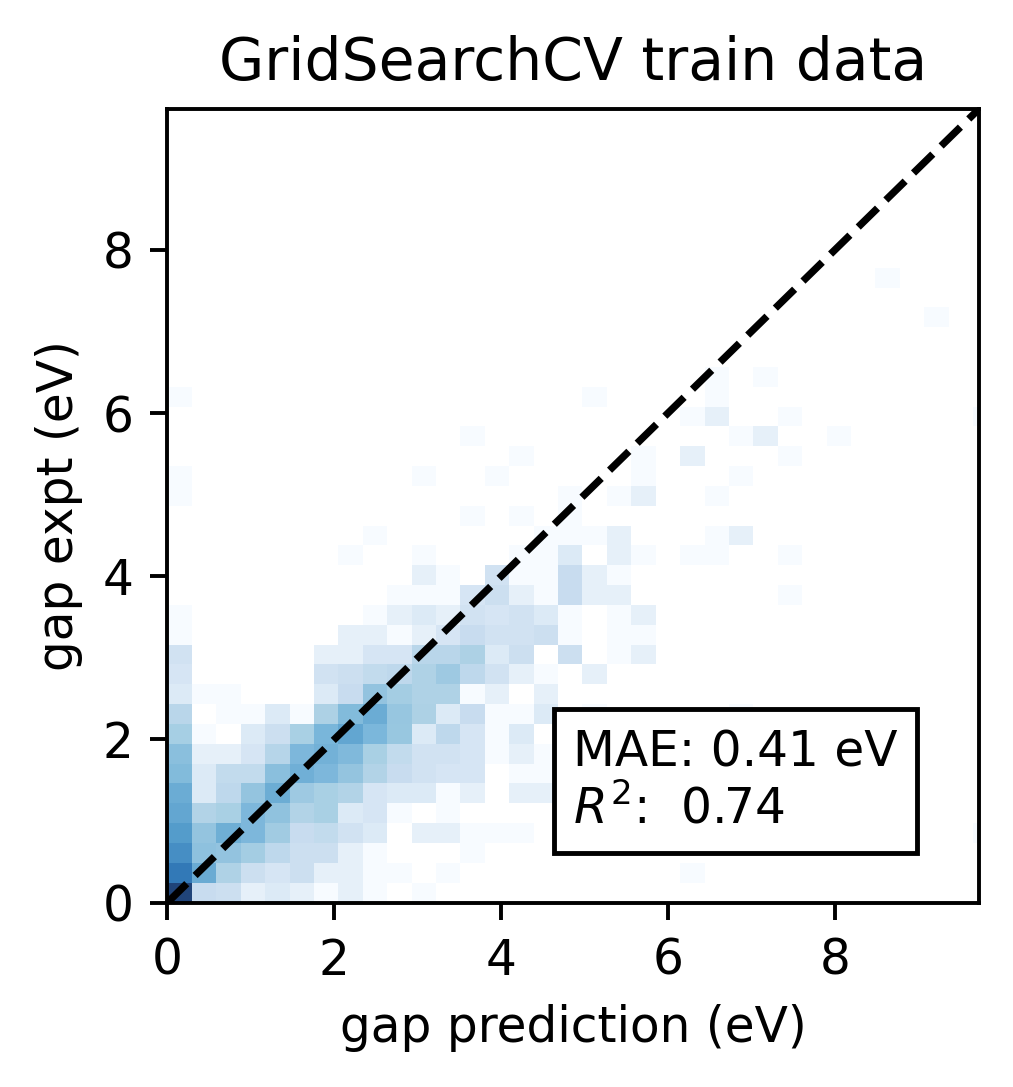 GridSearchCV train data
8
6
4
2
0
gap expt (eV)
MAE: 0.41 eV
R²: 0.74
0 2 4 6 8
gap prediction (eV)